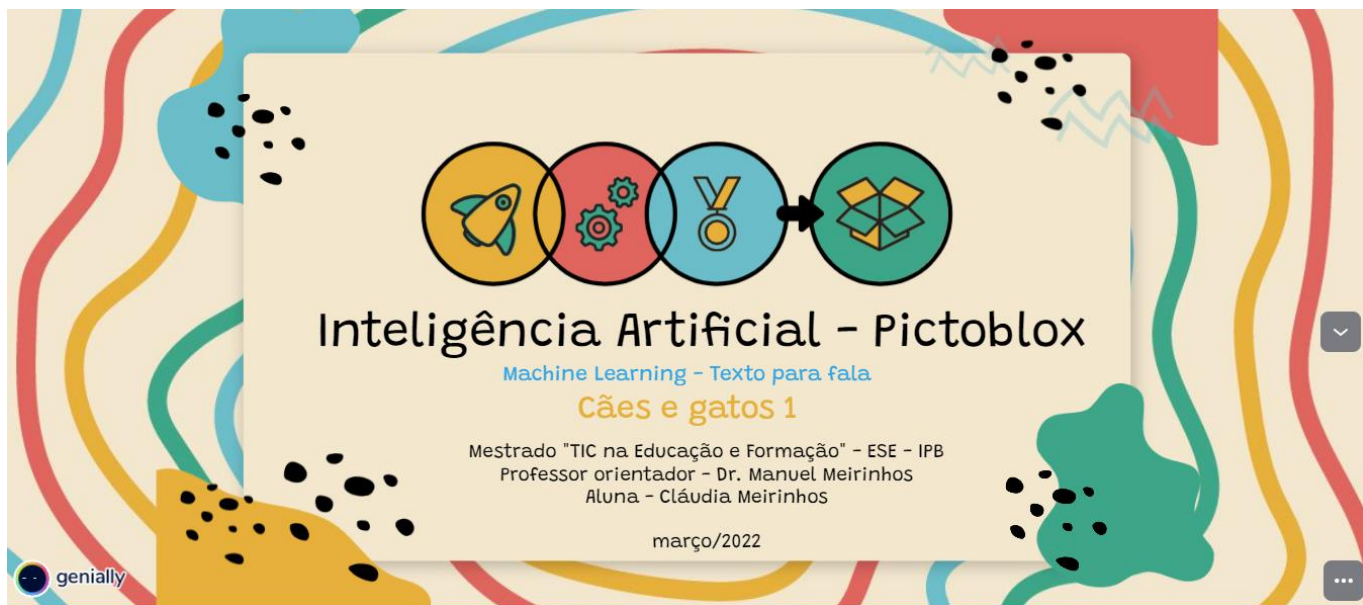 Inteligência Artificial - Pictoblox
Machine Learning - Texto para fala
Cães e gatos 1
Mestrado "TIC na Educação e Formação" - ESE - IPB
Professor orientador - Dr. Manuel Meirinhos
Aluna - Cláudia Meirinhos
março/2022
genially